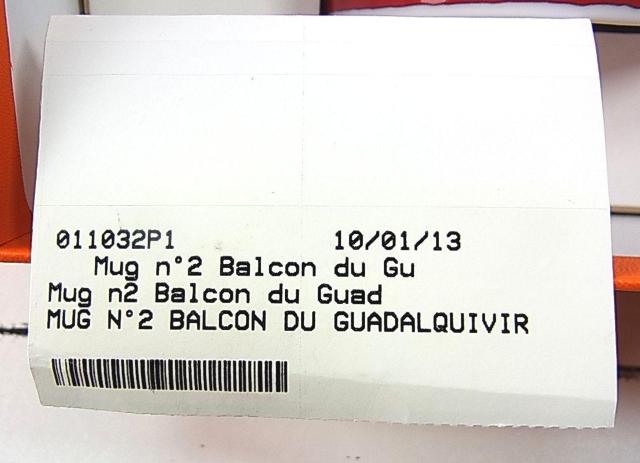 011032P1 10/01/13
Mug n°2 Balcon du Gu
Mug n2 Balcon du Guad
MUG N°2 BALCON DU GUADALQUIVIR